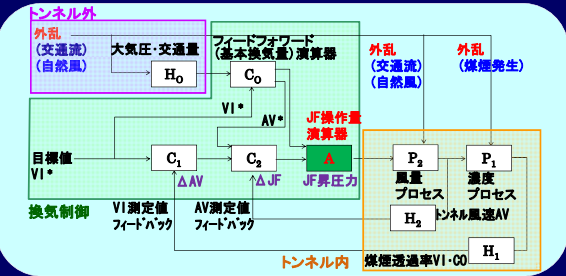 トンネル外
外乱
(交通流)
(自然風)
大気圧・交通量
H0
フィードフォワード
(基本換気量)演算器
C0
外乱
(交通流)
(自然風)
外乱
(煤煙発生)
VI*
AV*
JF操作量
演算器
目標値
VI*
C1
ΔAV
C2
ΔJF
A
JF昇圧力
P2
風量
プロセス
P1
濃度
プロセス
換気制御
VI測定値
フィードバック
AV測定値
フィードバック
H2
トンネル風速AV
H1
トンネル内
煤煙透過率VI・CO